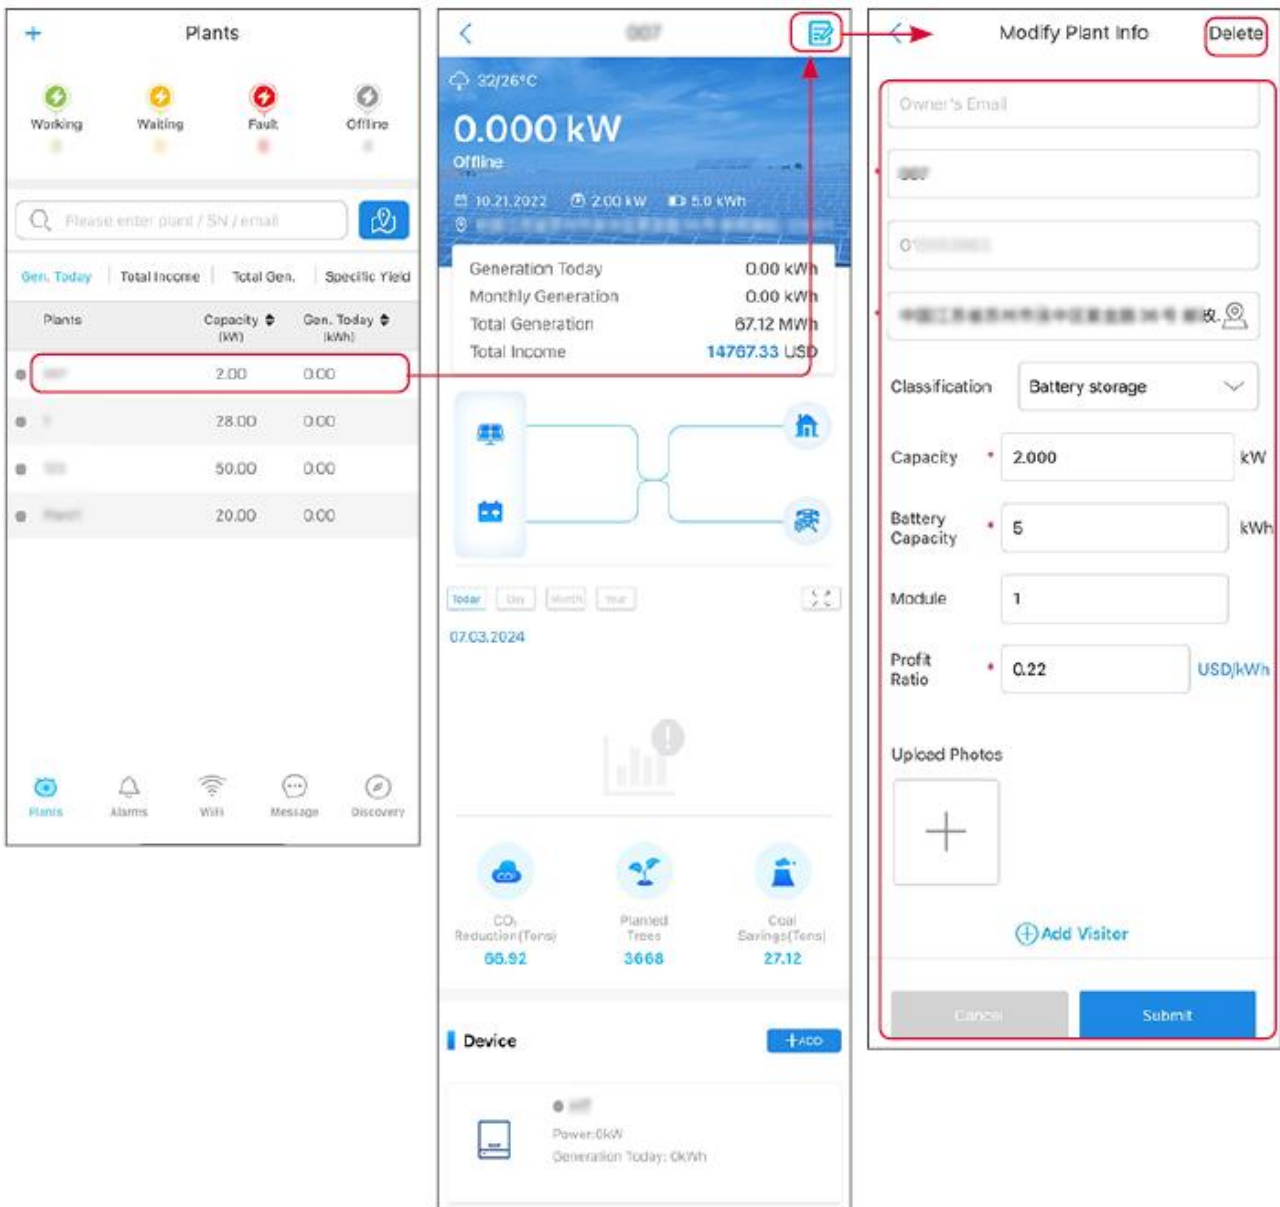 Plants
Working Waiting Fault Offline
Please enter plant / SN / email
Gen. Today Total Income Total Gen. Specific Yield
Plants Capacity (kW) Gen. Today (kWh)
2.00 0.00
28.00 0.00
50.00 0.00
20.00 0.00
Plants Alarms WiFi Message Discovery
007
32/26°C
0.000 kW
Offline
10.21.2022 2.00 kW 5.0 kWh
Generation Today 0.00 kWh
Monthly Generation 0.00 kWh
Total Generation 67.12 MWh
Total Income 14767.33 USD
Today Day Month Year
07.03.2024
CO₂ Reduction(Tons) Planted Trees Coal Savings(Tons)
66.92 3668 27.12
Device +ADD
Power:0kW
Generation Today: 0kWh
Modify Plant Info Delete
Owner's Email
007
Classification Battery storage
Capacity * 2.000 kW
Battery Capacity * 5 kWh
Module 1
Profit Ratio * 0.22 USD/kWh
Upload Photos
Add Visitor
Cancel Submit